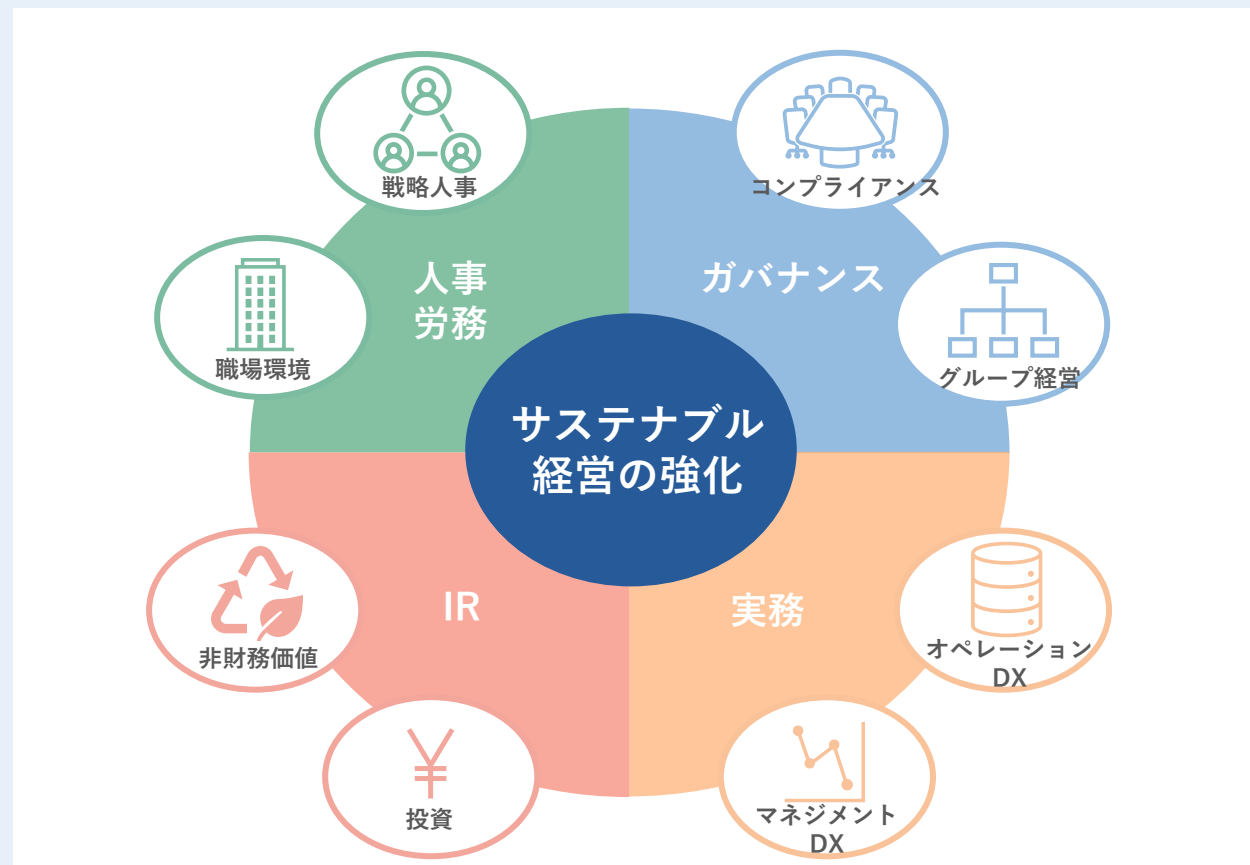 戦略人事
コンプライアンス
人事
労務
ガバナンス
職場環境
グループ経営
サステナブル
経営の強化
IR
実務
非財務価値
オペレーション
DX
投資
マネジメント
DX